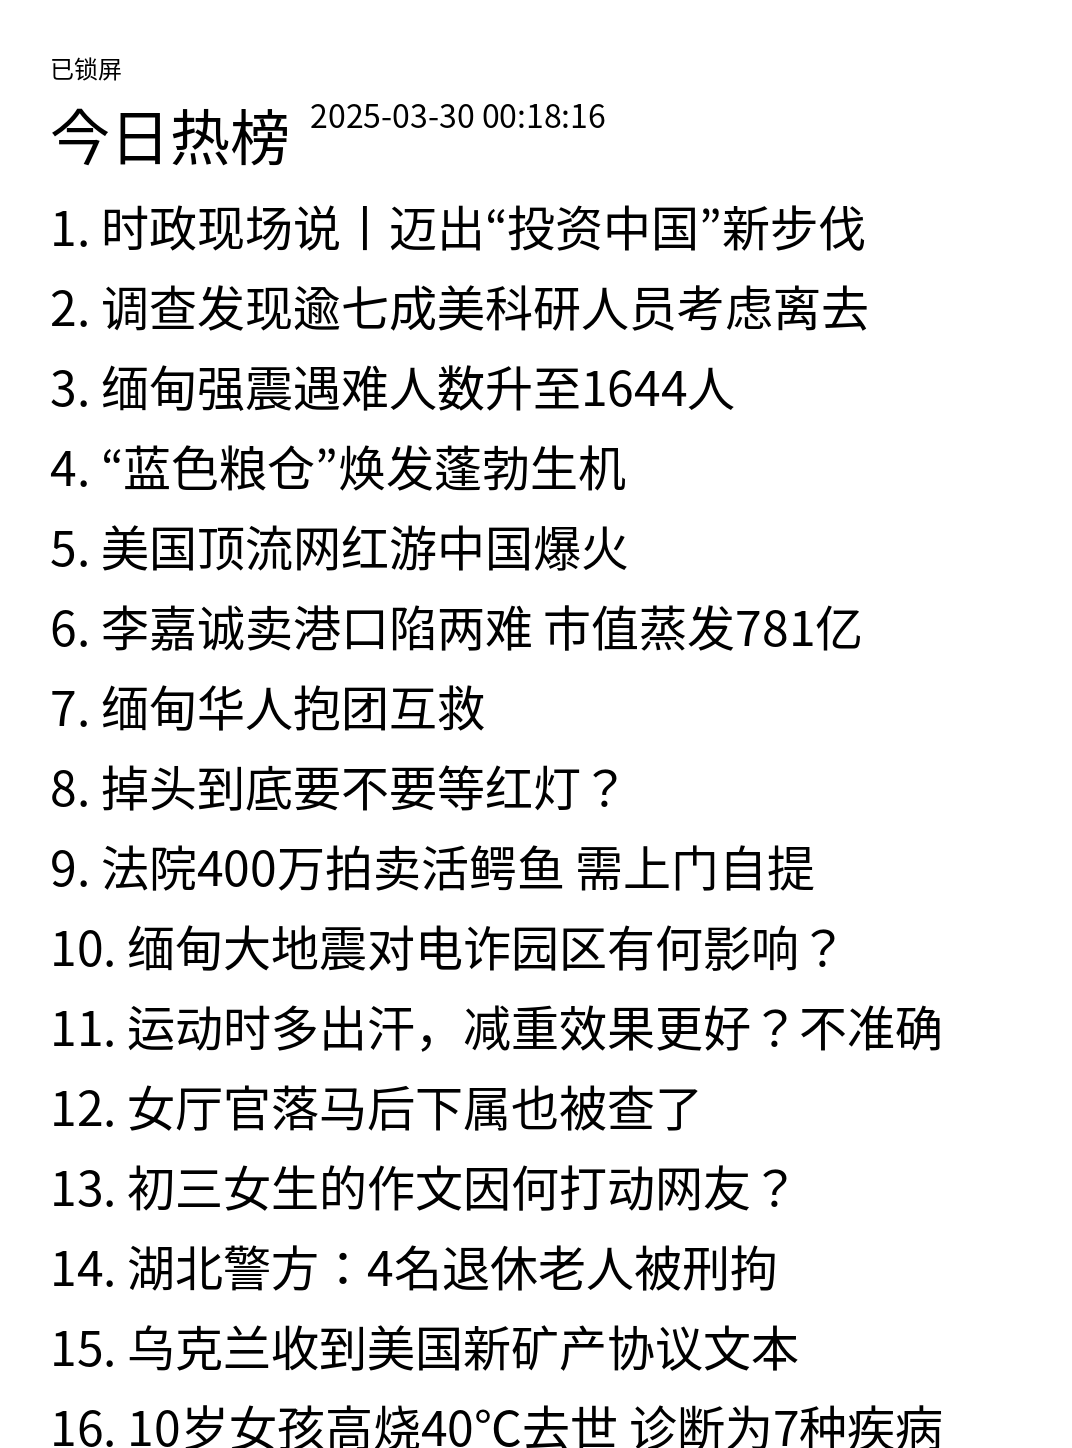 已锁屏
今日热榜 2025-03-30 00:18:16
1. 时政现场说丨迈出“投资中国”新步伐
2. 调查发现逾七成美科研人员考虑离去
3. 缅甸强震遇难人数升至1644人
4. “蓝色粮仓”焕发蓬勃生机
5. 美国顶流网红游中国爆火
6. 李嘉诚卖港口陷两难 市值蒸发781亿
7. 缅甸华人抱团互救
8. 掉头到底要不要等红灯？
9. 法院400万拍卖活鳄鱼 需上门自提
10. 缅甸大地震对电诈园区有何影响？
11. 运动时多出汗，减重效果更好？不准确
12. 女厅官落马后下属也被查了
13. 初三女生的作文因何打动网友？
14. 湖北警方：4名退休老人被刑拘
15. 乌克兰收到美国新矿产协议文本
16. 10岁女孩高烧40℃去世 诊断为7种疾病